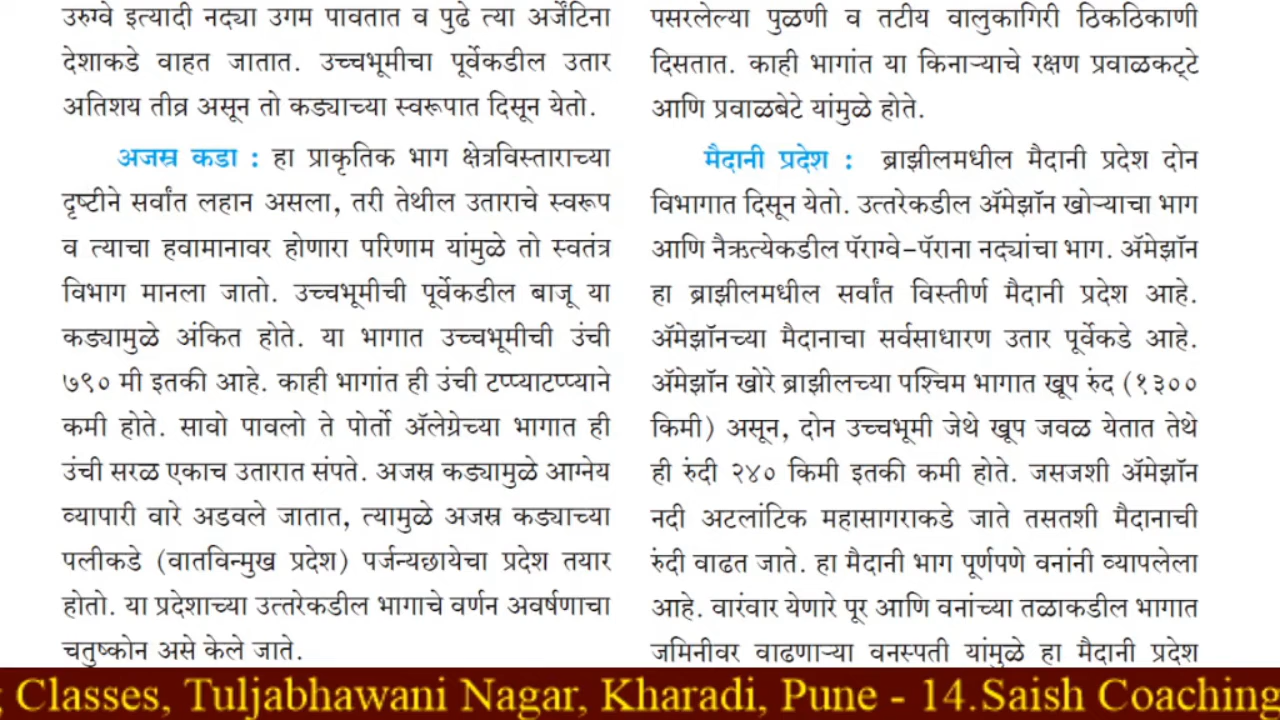 उरुग्वे इत्यादी नद्या उगम पावतात व पुढे त्या अर्जेंटिना
देशाकडे वाहत जातात. उच्चभूमीचा पूर्वेकडील उतार
अतिशय तीव्र असून तो कड्याच्या स्वरूपात दिसून येतो.
अजस्र कडा : हा प्राकृतिक भाग क्षेत्रविस्ताराच्या
दृष्टीने सर्वांत लहान असला, तरी तेथील उताराचे स्वरूप
व त्याचा हवामानावर होणारा परिणाम यांमुळे तो स्वतंत्र
विभाग मानला जातो. उच्चभूमीची पूर्वेकडील बाजू या
कड्यामुळे अंकित होते. या भागात उच्चभूमीची उंची
७९० मी इतकी आहे. काही भागांत ही उंची टप्प्याटप्प्याने
कमी होते. सावो पावलो ते पोर्तो ॲलेग्रेच्या भागात ही
उंची सरळ एकाच उतारात संपते. अजस्र कड्यामुळे आग्नेय
व्यापारी वारे अडवले जातात, त्यामुळे अजस्र कड्याच्या
पलीकडे (वातविन्मुख प्रदेश) पर्जन्यछायेचा प्रदेश तयार
होतो. या प्रदेशाच्या उत्तरेकडील भागाचे वर्णन अवर्षणाचा
चतुष्कोन असे केले जाते.
पसरलेल्या पुळणी व तटीय वालुकागिरी ठिकठिकाणी
दिसतात. काही भागांत या किनाऱ्याचे रक्षण प्रवाळकट्टे
आणि प्रवाळबेटे यांमुळे होते.
मैदानी प्रदेश : ब्राझीलमधील मैदानी प्रदेश दोन
विभागात दिसून येतो. उत्तरेकडील ॲमेझॉन खोऱ्याचा भाग
आणि नैऋत्येकडील पॅराग्वे-पॅराना नद्यांचा भाग. ॲमेझॉन
हा ब्राझीलमधील सर्वांत विस्तीर्ण मैदानी प्रदेश आहे.
ॲमेझॉनच्या मैदानाचा सर्वसाधारण उतार पूर्वेकडे आहे.
ॲमेझॉन खोरे ब्राझीलच्या पश्चिम भागात खूप रुंद (१३००
किमी) असून, दोन उच्चभूमी जेथे खूप जवळ येतात तेथे
ही रुंदी २४० किमी इतकी कमी होते. जसजशी ॲमेझॉन
नदी अटलांटिक महासागराकडे जाते तसतशी मैदानाची
रुंदी वाढत जाते. हा मैदानी भाग पूर्णपणे वनांनी व्यापलेला
आहे. वारंवार येणारे पूर आणि वनांच्या तळाकडील भागात
जमिनीवर वाढणाऱ्या वनस्पती यांमुळे हा मैदानी प्रदेश
Classes, Tuljabhawani Nagar, Kharadi, Pune - 14.Saish Coaching